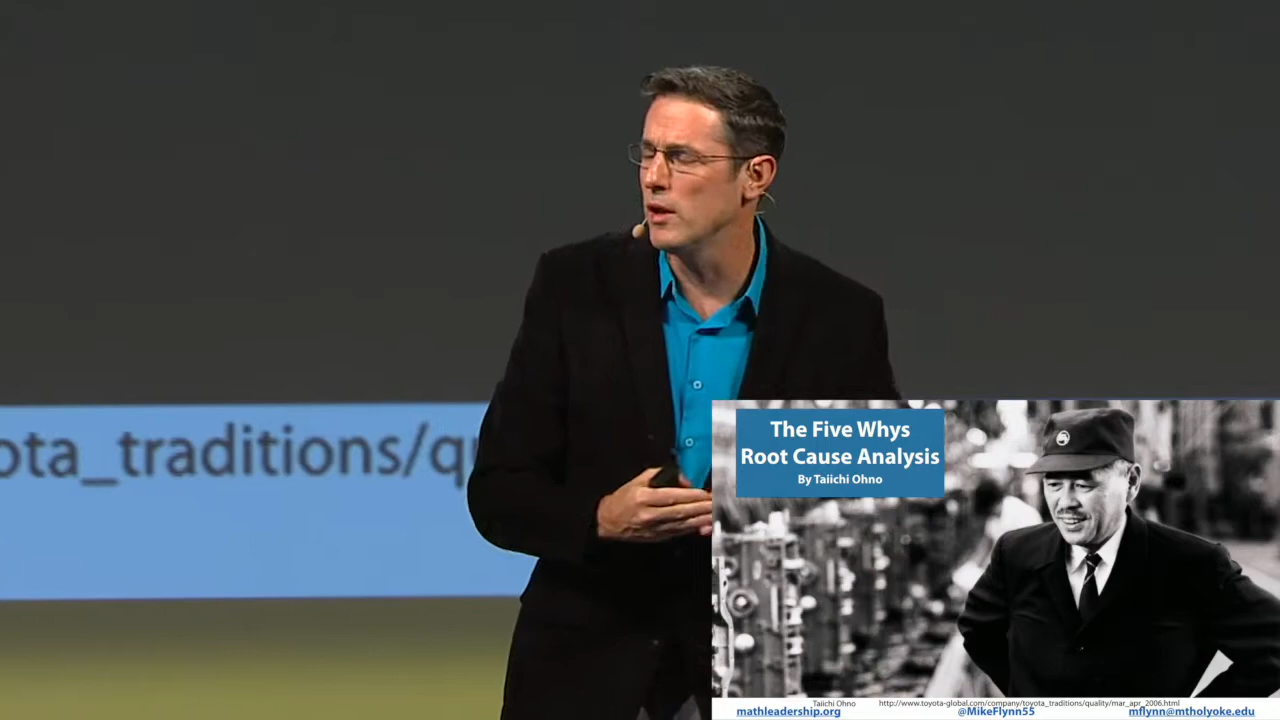 ota_traditions/qu
The Five Whys
Root Cause Analysis
By Taiichi Ohno
Taiichi Ohno
http://www.toyota-global.com/company/toyota_traditions/quality/mar_apr_2006.html
mathleadership.org
@MikeFlynn55
mflynn@mtholyoke.edu